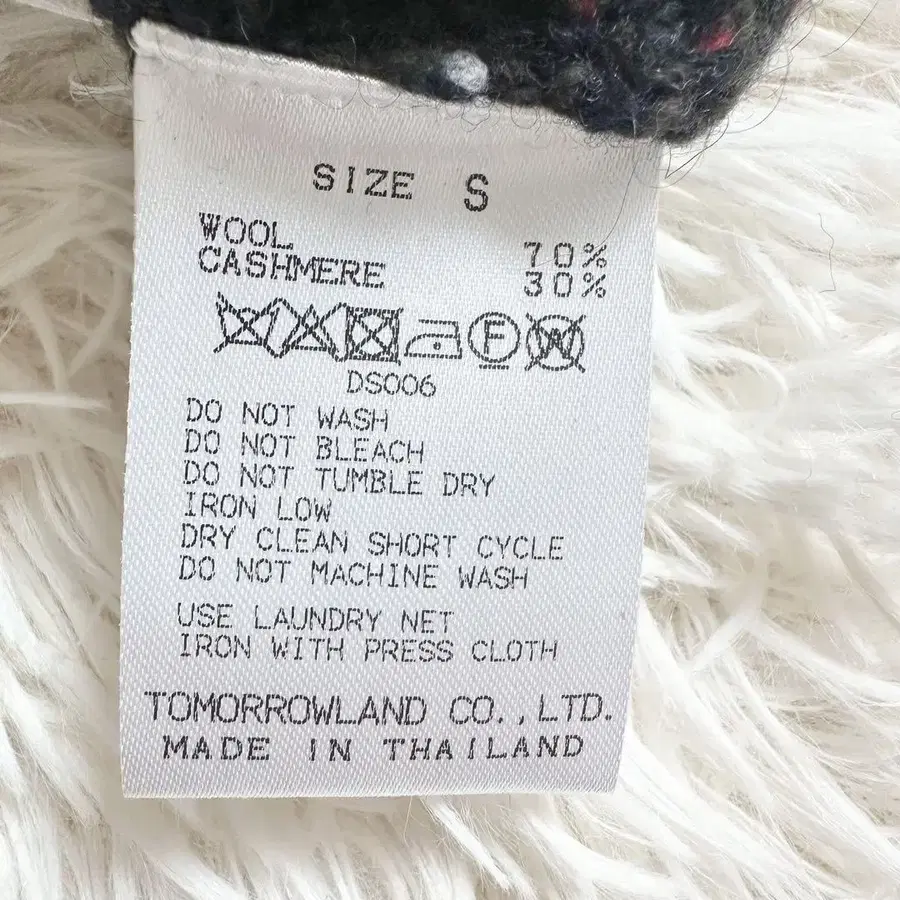 SIZE S
WOOL 70%
CASHMERE 30%
F W
DS006
DO NOT WASH
DO NOT BLEACH
DO NOT TUMBLE DRY
IRON LOW
DRY CLEAN SHORT CYCLE
DO NOT MACHINE WASH
USE LAUNDRY NET
IRON WITH PRESS CLOTH
TOMORROWLAND CO.,LTD.
MADE IN THAILAND